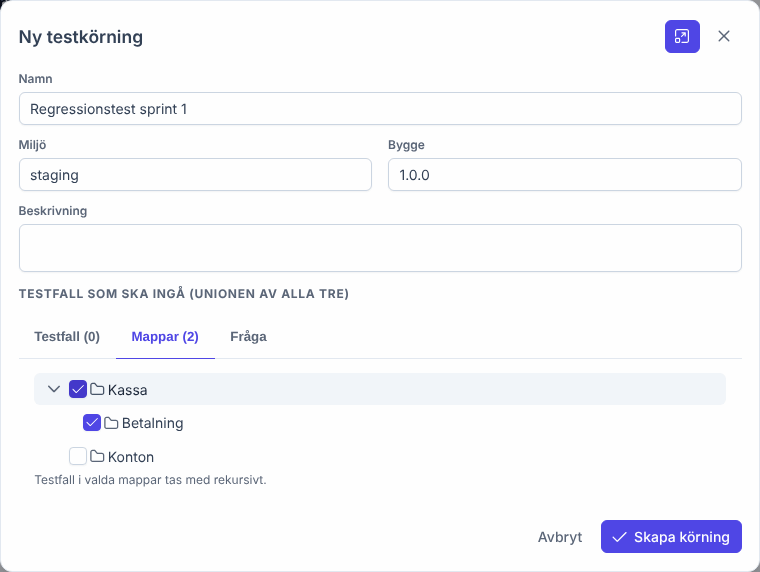 Ny testkörning
Namn
Regressionstest sprint 1
Miljö
Bygge
staging
1.0.0
Beskrivning
TESTFALL SOM SKA INGÅ (UNIONEN AV ALLA TRE)
Testfall (0)
Mappar (2)
Fråga
Kassa
Betalning
Konton
Testfall i valda mappar tas med rekursivt.
Avbryt
Skapa körning